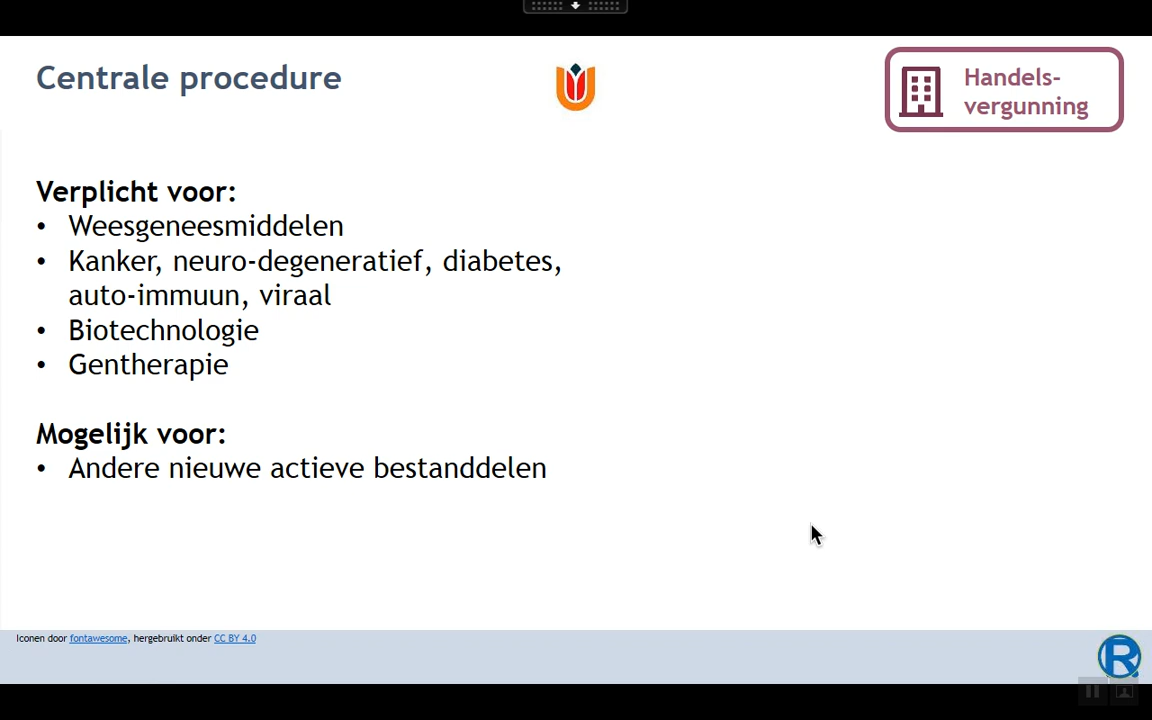 Centrale procedure
Handels-
vergunning
Verplicht voor:
• Weesgeneesmiddelen
• Kanker, neuro-degeneratief, diabetes,
auto-immuun, viraal
• Biotechnologie
• Gentherapie
Mogelijk voor:
• Andere nieuwe actieve bestanddelen
Iconen door fontawesome, hergebruikt onder CC BY 4.0
R